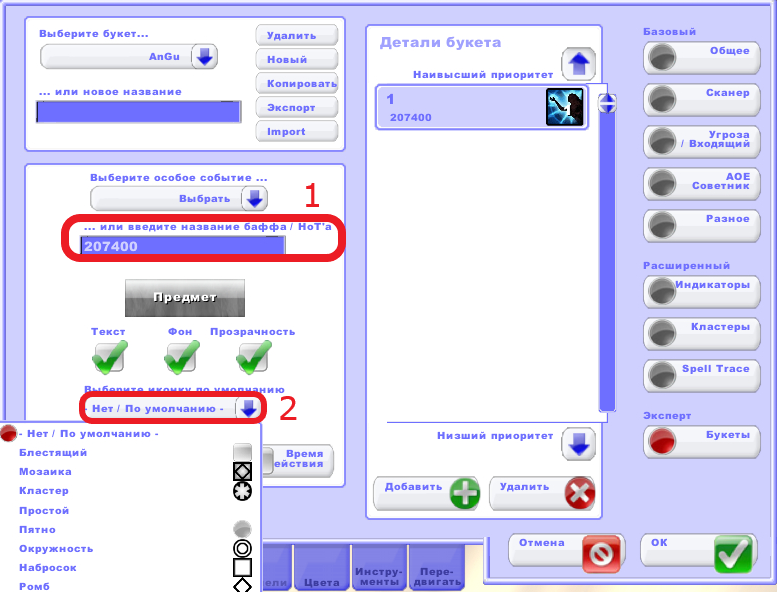 Выберите букет...
AnGu
Удалить
Новый
Копировать
... или новое название
Экспорт
Import
Выберите особое событие ...
Выбрать
1
... или введите название баффа / HoT'а
207400
Предмет
Текст
Фон
Прозрачность
Выберите иконку по умолчанию
- Нет / По умолчанию -
2
- Нет / По умолчанию -
Блестящий
Мозаика
Кластер
Простой
Пятно
Окружность
Набросок
Ромб
Время
ействия
Детали букета
Наивысший приоритет
1
207400
Низший приоритет
Добавить
Удалить
ели
Цвета
Инстру-
менты
Пере-
двигать
Базовый
Общее
Сканер
Угроза
/ Входящий
АОЕ
Советник
Разное
Расширенный
Индикаторы
Кластеры
Spell Trace
Эксперт
Букеты
Отмена
OK